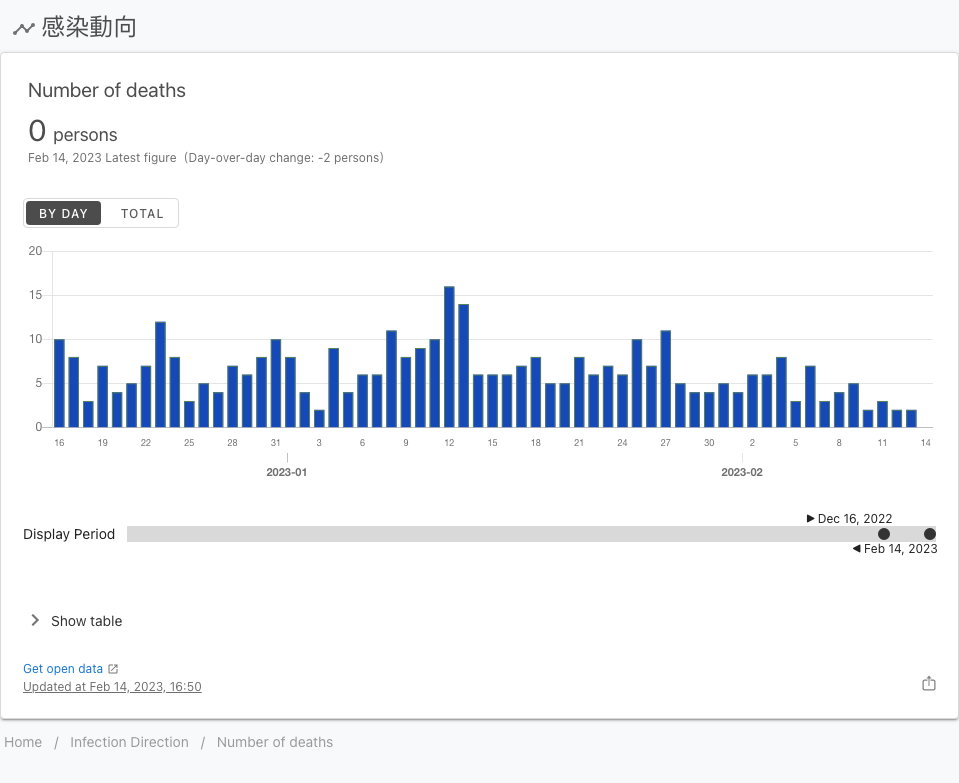 感染動向
Number of deaths
0 persons
Feb 14, 2023 Latest figure (Day-over-day change: -2 persons)
BY DAY TOTAL
20
15
10
5
0
16 19 22 25 28 31 3 6 9 12 15 18 21 24 27 30 2 5 8 11 14
2023-01 2023-02
Dec 16, 2022
Display Period
Feb 14, 2023
Show table
Get open data
Updated at Feb 14, 2023, 16:50
Home / Infection Direction / Number of deaths